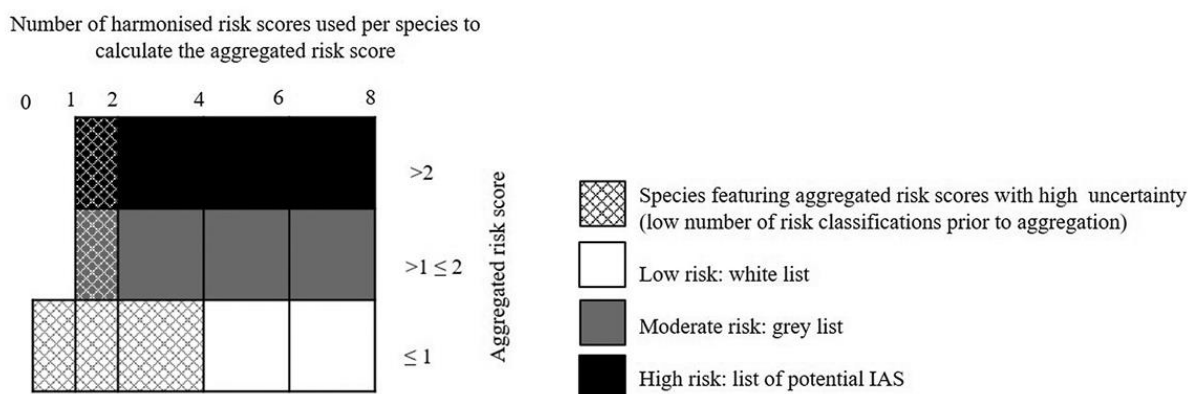 Number of harmonised risk scores used per species to
calculate the aggregated risk score
0 1 2 4 6 8
>2
>1 ≤ 2
≤ 1
Aggregated risk score
Species featuring aggregated risk scores with high uncertainty
(low number of risk classifications prior to aggregation)
Low risk: white list
Moderate risk: grey list
High risk: list of potential IAS